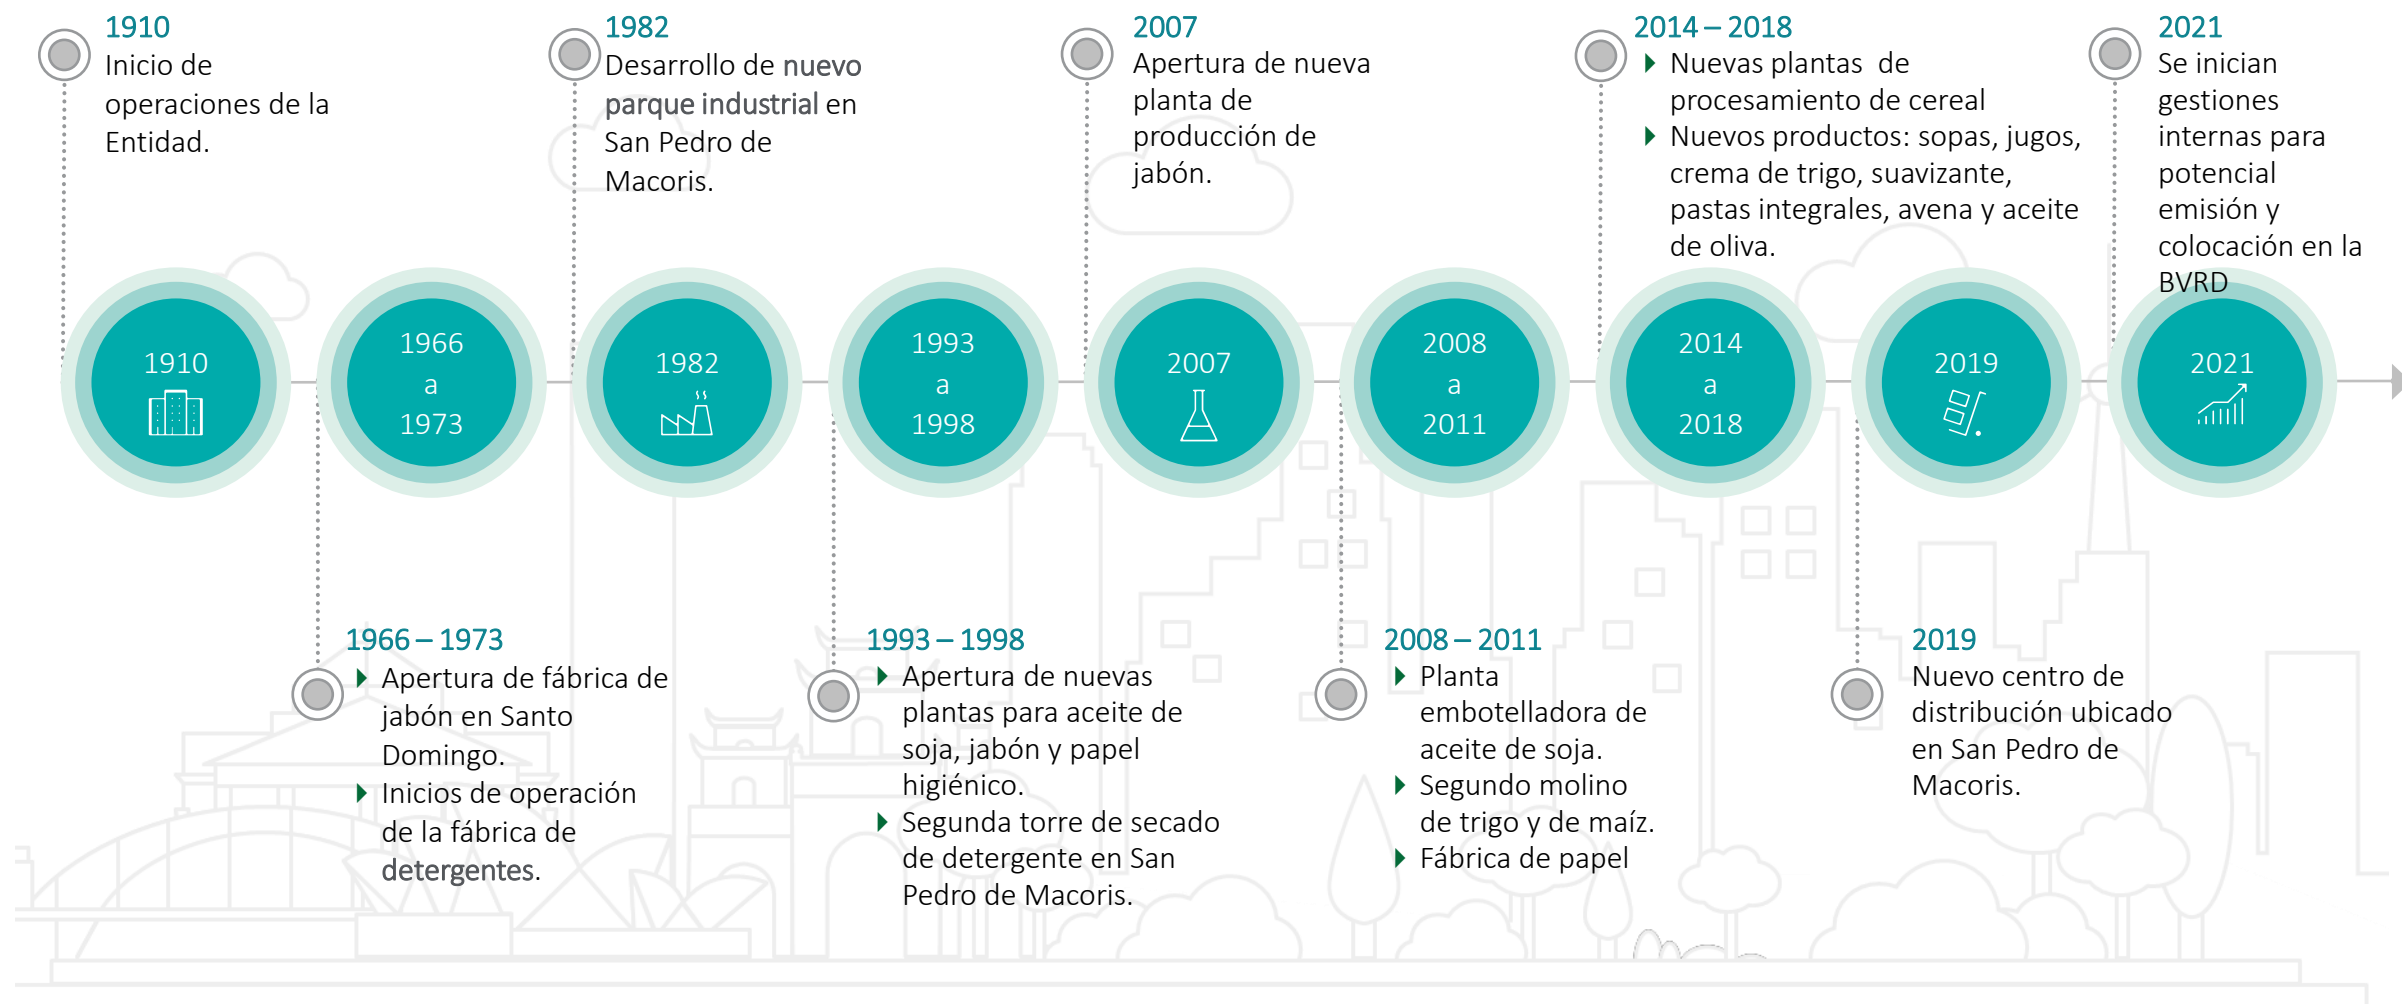 1910
Inicio de
operaciones de la
Entidad.
1982
Desarrollo de nuevo
parque industrial en
San Pedro de
Macoris.
2007
Apertura de nueva
planta de
producción de
jabón.
2014 – 2018
Nuevas plantas de
procesamiento de cereal
Nuevos productos: sopas, jugos,
crema de trigo, suavizante,
pastas integrales, avena y aceite
de oliva.
2021
Se inician
gestiones
internas para
potencial
emisión y
colocación en la
BVRD
1910
1966
a
1973
1982
1993
a
1998
2007
2008
a
2011
2014
a
2018
2019
2021
1966 – 1973
Apertura de fábrica de
jabón en Santo
Domingo.
Inicios de operación
de la fábrica de
detergentes.
1993 – 1998
Apertura de nuevas
plantas para aceite de
soja, jabón y papel
higiénico.
Segunda torre de secado
de detergente en San
Pedro de Macoris.
2008 – 2011
Planta
embotelladora de
aceite de soja.
Segundo molino
de trigo y de maíz.
Fábrica de papel
2019
Nuevo centro de
distribución ubicado
en San Pedro de
Macoris.